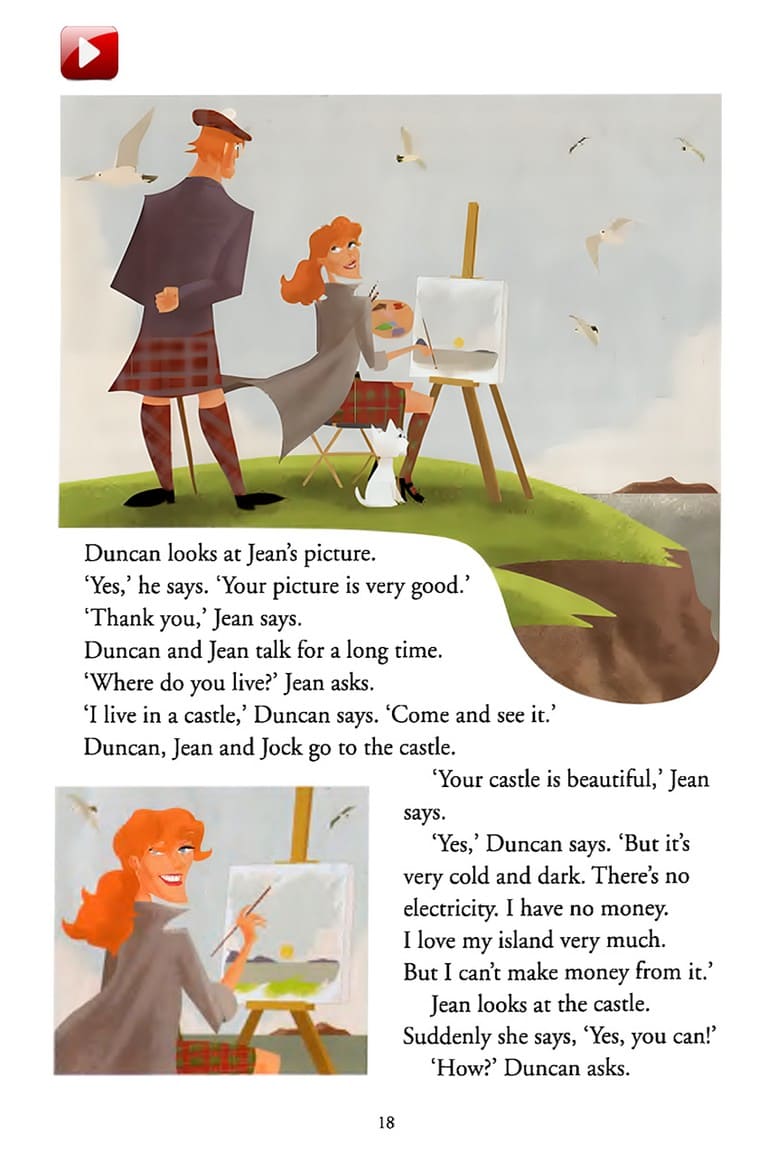 Duncan looks at Jean's picture.
‘Yes,’ he says. ‘Your picture is very good.’
‘Thank you,’ Jean says.
Duncan and Jean talk for a long time.
‘Where do you live?’ Jean asks.
‘I live in a castle,’ Duncan says. ‘Come and see it.’
Duncan, Jean and Jock go to the castle.
‘Your castle is beautiful,’ Jean
says.
‘Yes,’ Duncan says. ‘But it’s
very cold and dark. There’s no
electricity. I have no money.
I love my island very much.
But I can’t make money from it.’
Jean looks at the castle.
Suddenly she says, ‘Yes, you can!’
‘How?’ Duncan asks.
18